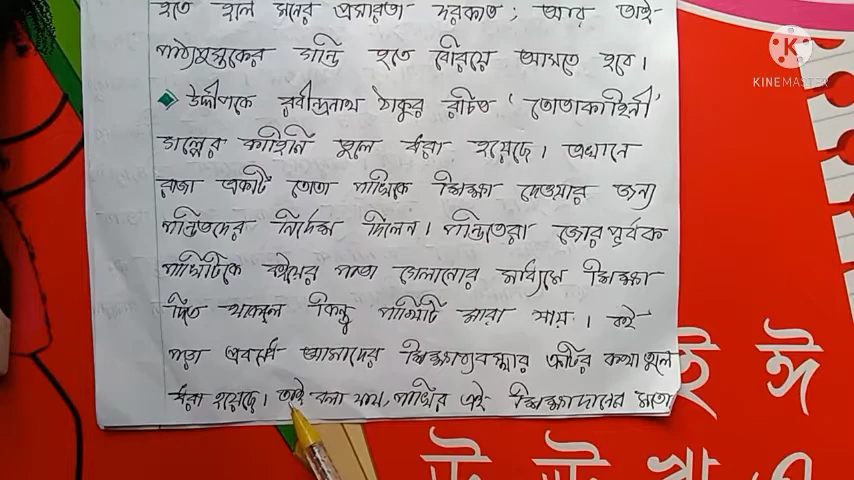 হতে হলে মনের প্রসারতা দরকার; আর তাই
পাঠ্যপুস্তকের গন্ডি হতে বেরিয়ে আসতে হবে।
উদ্দীপকে রবীন্দ্রনাথ ঠাকুর রচিত 'তোতাকাহিনী'
গল্পের কাহিনি তুলে ধরা হয়েছে। এখানে
রাজা একটি তোতা পাখিকে শিক্ষা দেওয়ার জন্য
পন্ডিতদের নির্দেশ দিলেন। পন্ডিতেরা জোরপূর্বক
পাখিটিকে বইয়ের পাতা গেলানোর মাধ্যমে শিক্ষা
দিতে থাকলে কিন্তু পাখিটি মারা যায়। বই
পড়া প্রবন্ধে আমাদের শিক্ষাব্যবস্থার ত্রুটির কথা তুলে
ধরা হয়েছে। তাই বলা যায়, পাখির এই শিক্ষাদানের মতো
KINEMASTER
ই ঈ